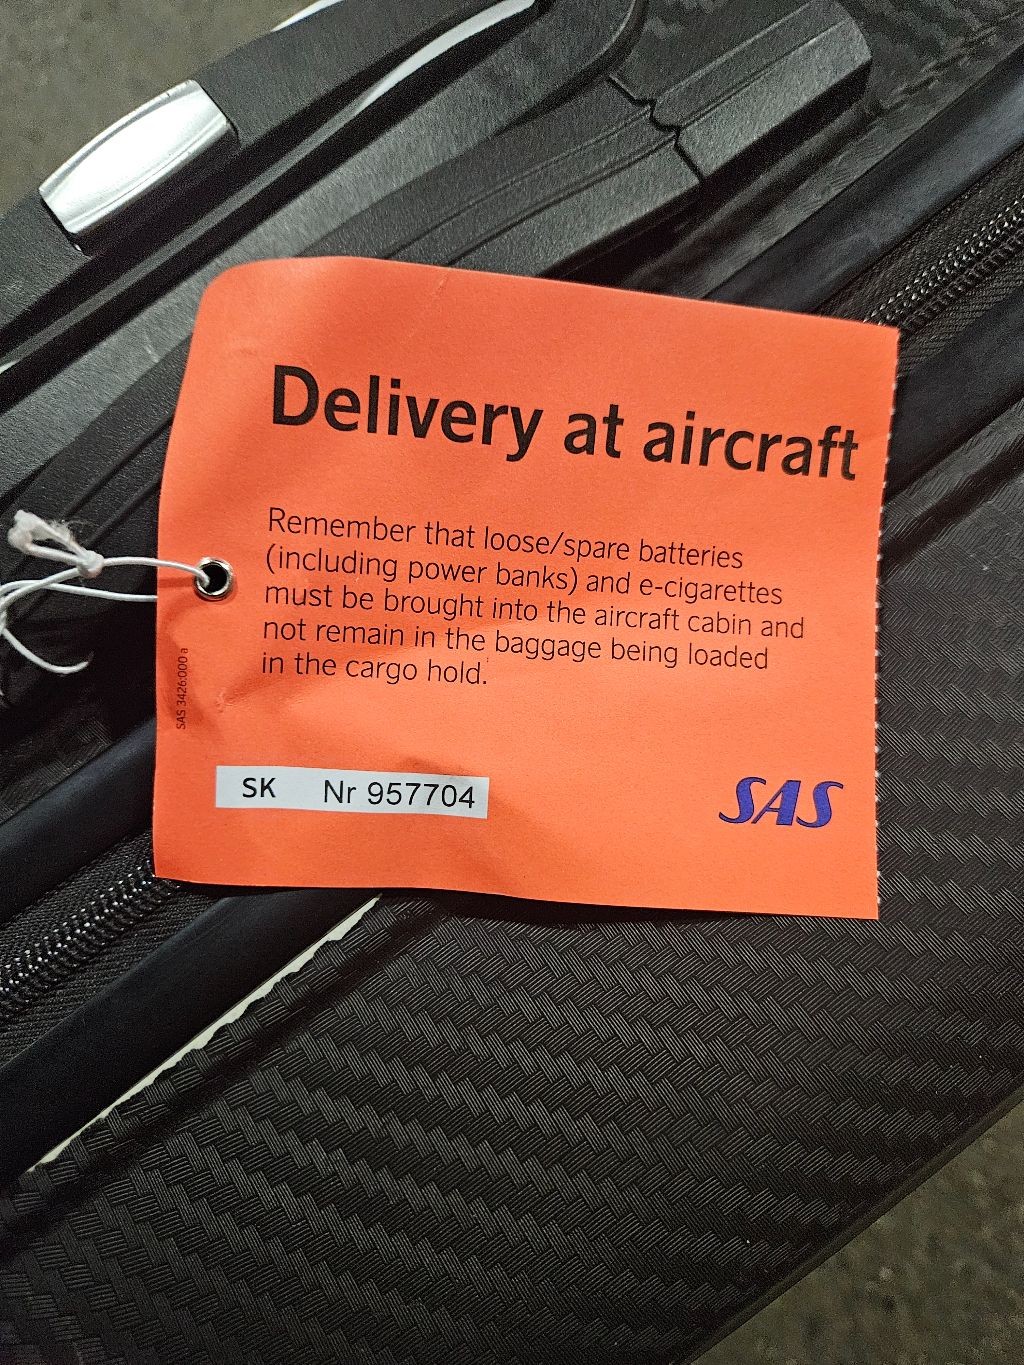 Delivery at aircraft
Remember that loose/spare batteries
(including power banks) and e-cigarettes
must be brought into the aircraft cabin and
not remain in the baggage being loaded
in the cargo hold.
SAS 3426.000 a
SK Nr 957704
SAS